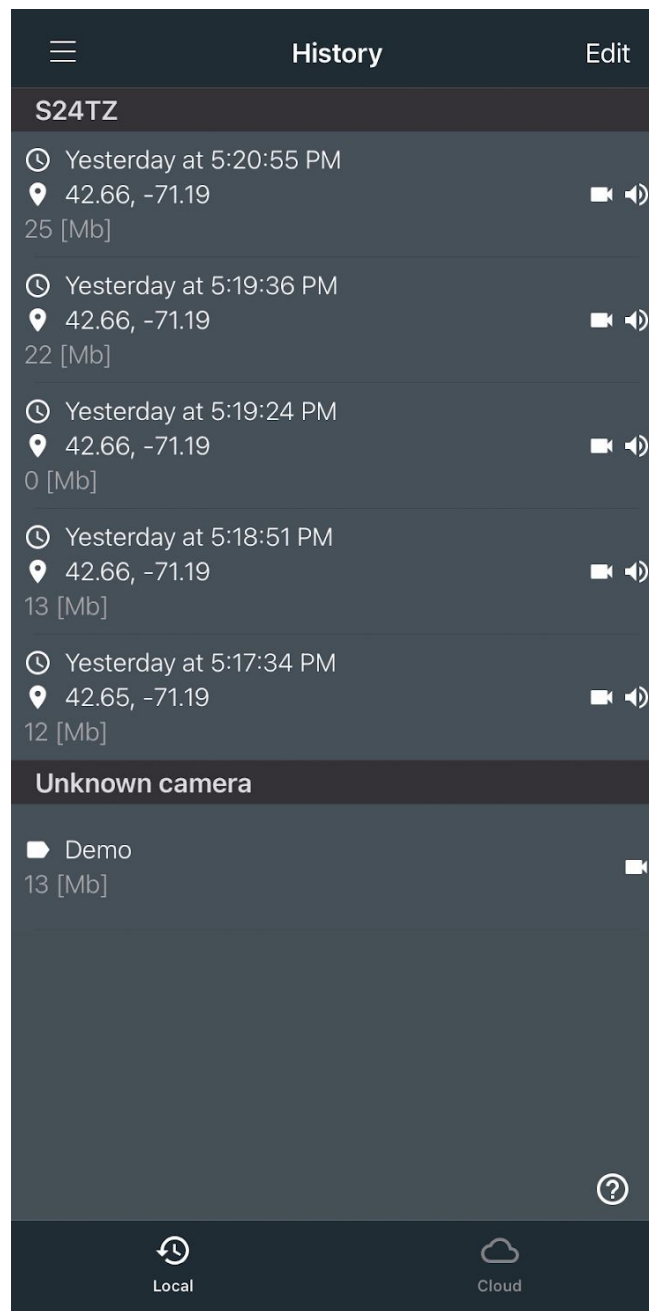 History
Edit
S24TZ
Yesterday at 5:20:55 PM
42.66, -71.19
25 [Mb]
Yesterday at 5:19:36 PM
42.66, -71.19
22 [Mb]
Yesterday at 5:19:24 PM
42.66, -71.19
0 [Mb]
Yesterday at 5:18:51 PM
42.66, -71.19
13 [Mb]
Yesterday at 5:17:34 PM
42.65, -71.19
12 [Mb]
Unknown camera
Demo
13 [Mb]
Local
Cloud